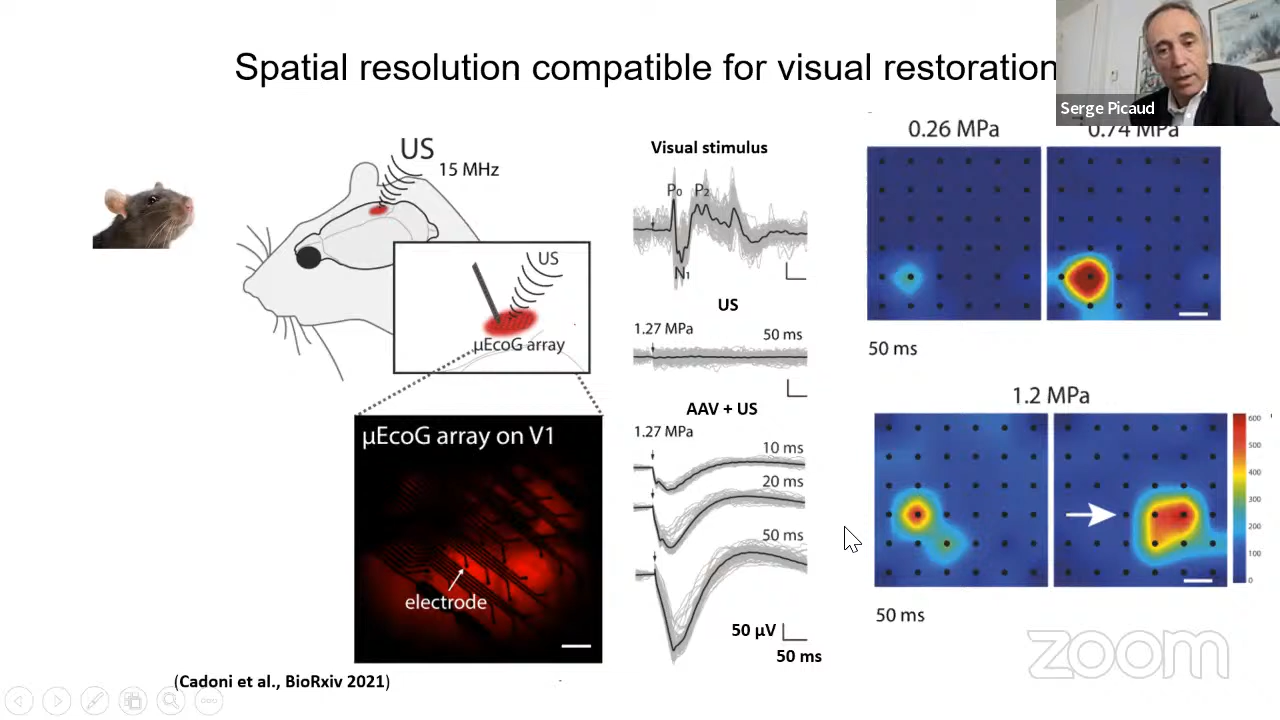 Spatial resolution compatible for visual restoration
Serge Picaud
US
15 MHz
US
µEcoG array
µEcoG array on V1
electrode
Visual stimulus
P₀
P₂
N₁
US
1.27 MPa
50 ms
AAV + US
1.27 MPa
10 ms
20 ms
50 ms
50 µV
50 ms
0.26 MPa
0.74 MPa
50 ms
1.2 MPa
600
500
400
300
200
100
0
50 ms
(Cadoni et al., BioRxiv 2021)
zoom